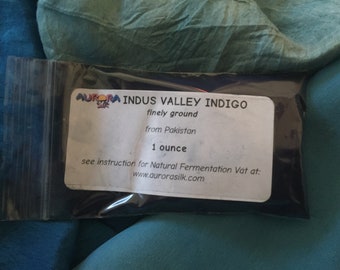 AURORA SILK INDUS VALLEY INDIGO
finely ground
from Pakistan
1 ounce
see instruction for Natural Fermentation Vat at:
www.aurorasilk.com